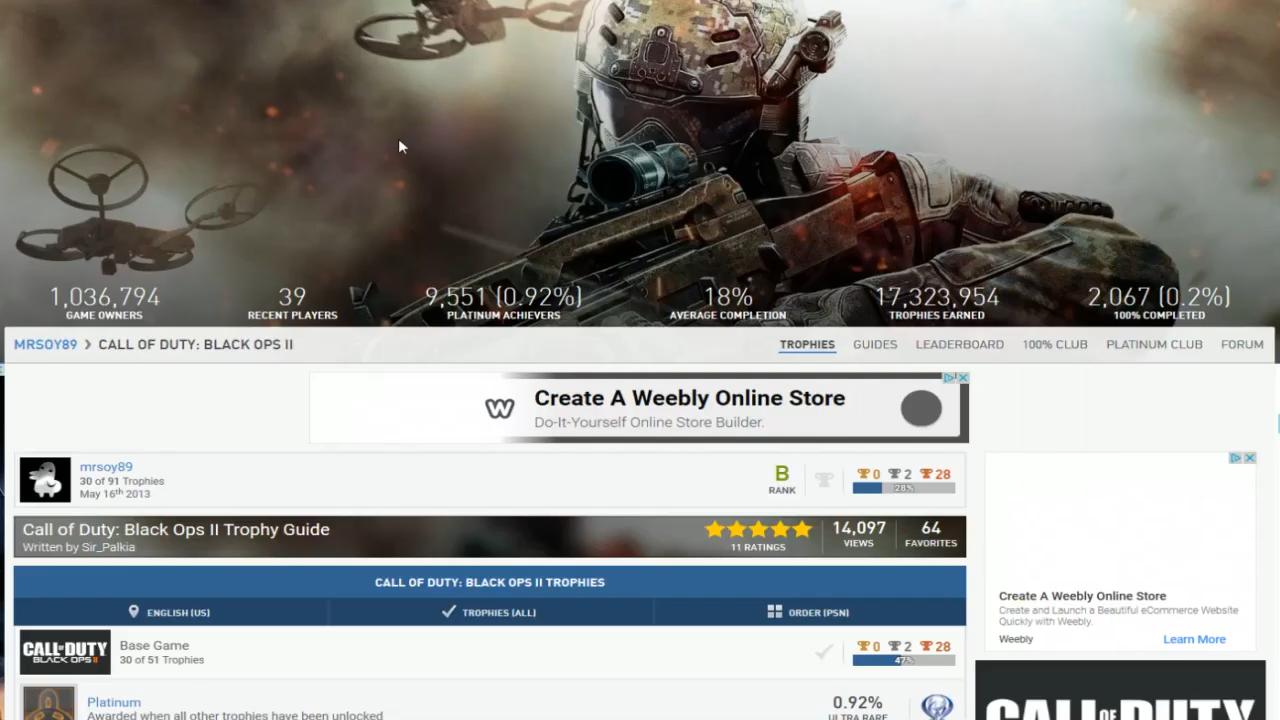 1,036,794
GAME OWNERS
39
RECENT PLAYERS
9,551 (0.92%)
PLATINUM ACHIEVERS
18%
AVERAGE COMPLETION
17,323,954
TROPHIES EARNED
2,067 (0.2%)
100% COMPLETED
MRSOY89 > CALL OF DUTY: BLACK OPS II
TROPHIES GUIDES LEADERBOARD 100% CLUB PLATINUM CLUB FORUM
Create A Weebly Online Store
Do-It-Yourself Online Store Builder.
mrsoy89
30 of 91 Trophies
May 16th 2013
B
RANK
0 2 28
28%
Call of Duty: Black Ops II Trophy Guide
Written by Sir_Palkia
11 RATINGS
14,097
VIEWS
64
FAVORITES
CALL OF DUTY: BLACK OPS II TROPHIES
ENGLISH (US) TROPHIES (ALL) ORDER (PSN)
CALL OF DUTY
BLACK OPS II
Base Game
30 of 51 Trophies
0 2 28
47%
Platinum
Awarded when all other trophies have been unlocked
0.92%
ULTRA RARE
Create A Weebly Online Store
Create and Launch a Beautiful eCommerce Website
Quickly with Weebly.
Weebly
Learn More
CALL OF DUTY